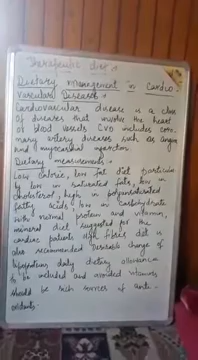 Therapeutic diet:-
Dietary management in Cardio
Vascular Diseases:-
Cardiovascular disease is a class
of diseases that involve the heart
or blood vessels CVD includes coro-
nary artery diseases such as angina
and myocardial infarction
Dietary measurements-
Low calorie, low fat diet particular
ly low in saturated fats, low in
cholesterol, high in polyunsaturated
fatty acids low in carbohydrate
with normal protein and vitamin,
mineral diet suggested for the
cardiac patients High fibre diet is
also recommended Desirable change of
daily dietary allowance
to be included and avoided vitamins
should be rich sources of anti-
oxidants.